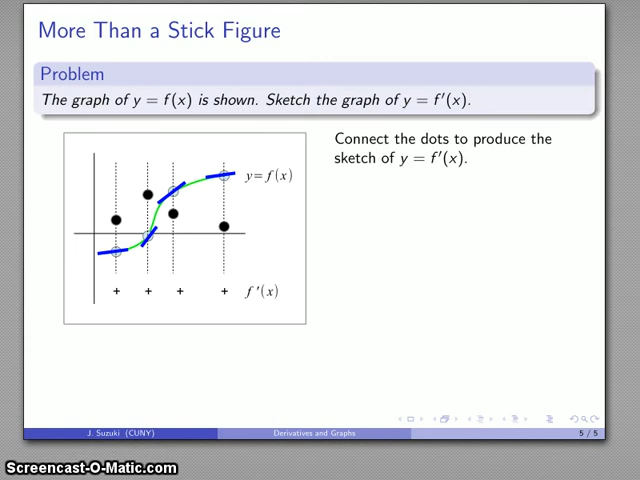 More Than a Stick Figure
Problem
The graph of y = f(x) is shown. Sketch the graph of y = f′(x).
Connect the dots to produce the
sketch of y = f′(x).
y=f(x)
+ + + + f'(x)
J. Suzuki (CUNY) Derivatives and Graphs 5 / 5
Screencast-O-Matic.com